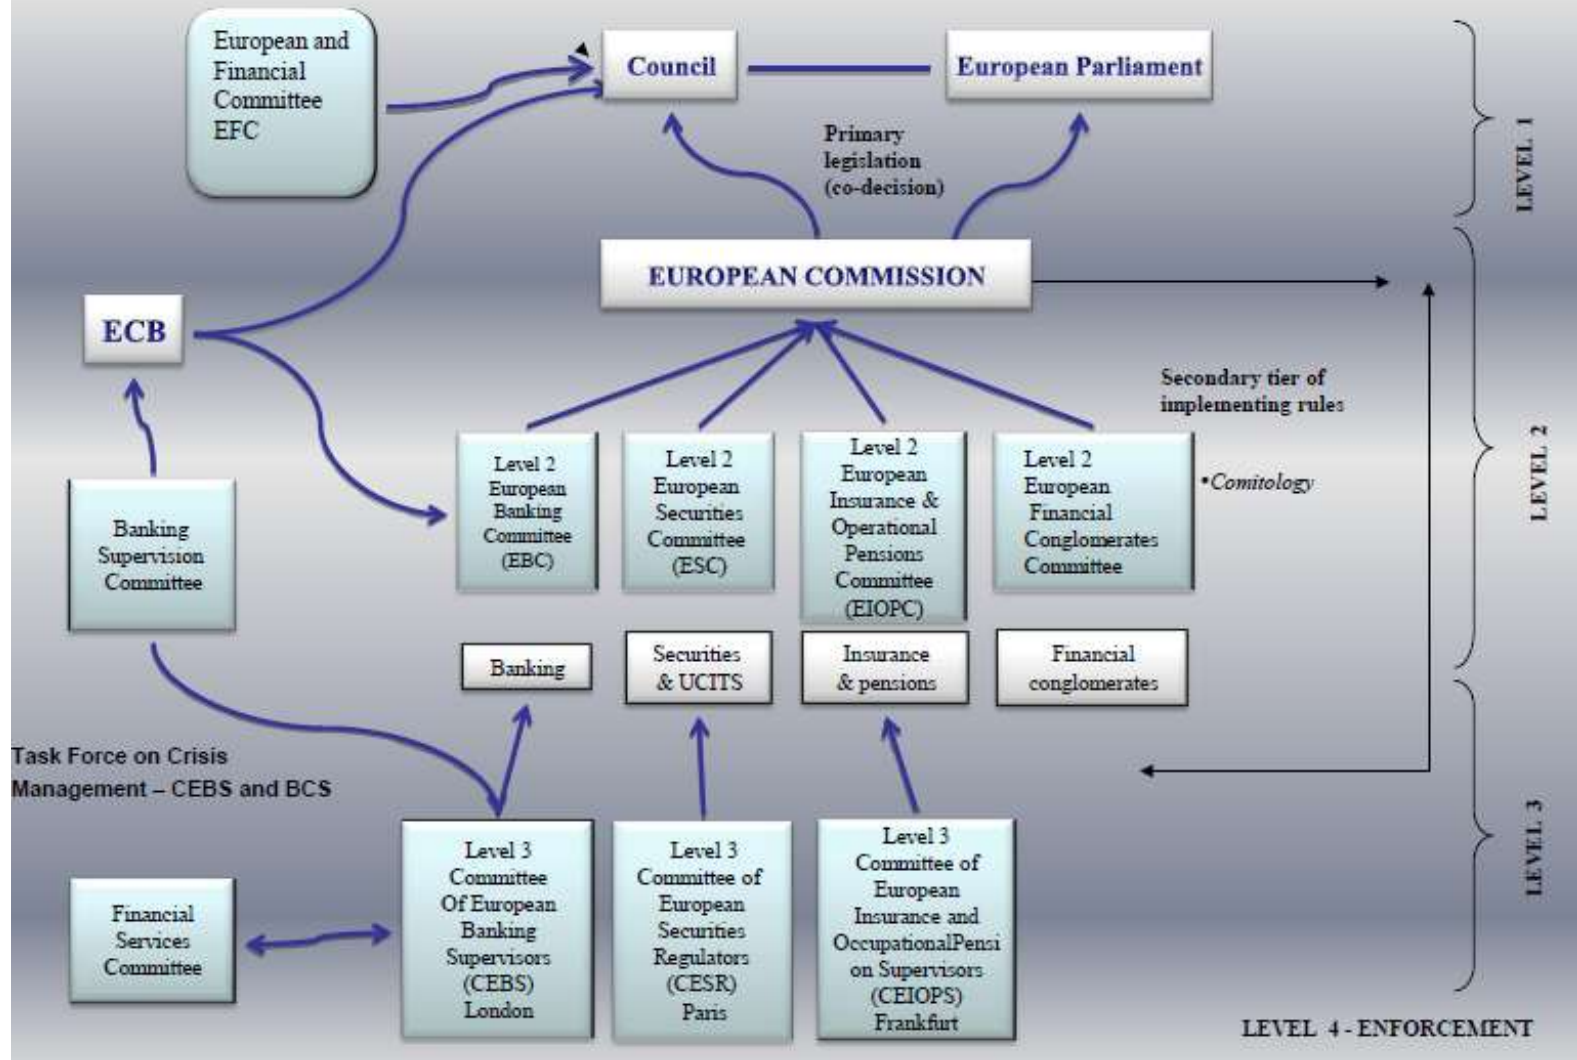 European and
Financial
Committee
EFC
Council
European Parliament
Primary
legislation
(co-decision)
LEVEL 1
EUROPEAN COMMISSION
ECB
Secondary tier of
implementing rules
•Comitology
LEVEL 2
Banking
Supervision
Committee
Level 2
European
Banking
Committee
(EBC)
Level 2
European
Securities
Committee
(ESC)
Level 2
European
Insurance &
Operational
Pensions
Committee
(EIOPC)
Level 2
European
Financial
Conglomerates
Committee
Banking
Securities
& UCITS
Insurance
& pensions
Financial
conglomerates
Task Force on Crisis
Management – CEBS and BCS
LEVEL 3
Financial
Services
Committee
Level 3
Committee
Of European
Banking
Supervisors
(CEBS)
London
Level 3
Committee of
European
Securities
Regulators
(CESR)
Paris
Level 3
Committee of
European
Insurance and
OccupationalPensi
on Supervisors
(CEIOPS)
Frankfurt
LEVEL 4 - ENFORCEMENT